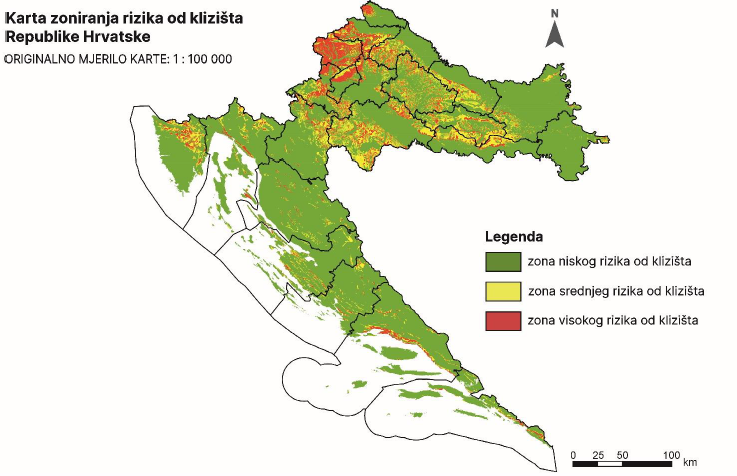 Karta zoniranja rizika od klizišta
Republike Hrvatske
ORIGINALNO MJERILO KARTE: 1 : 100 000
N
Legenda
zona niskog rizika od klizišta
zona srednjeg rizika od klizišta
zona visokog rizika od klizišta
0 25 50 100 km